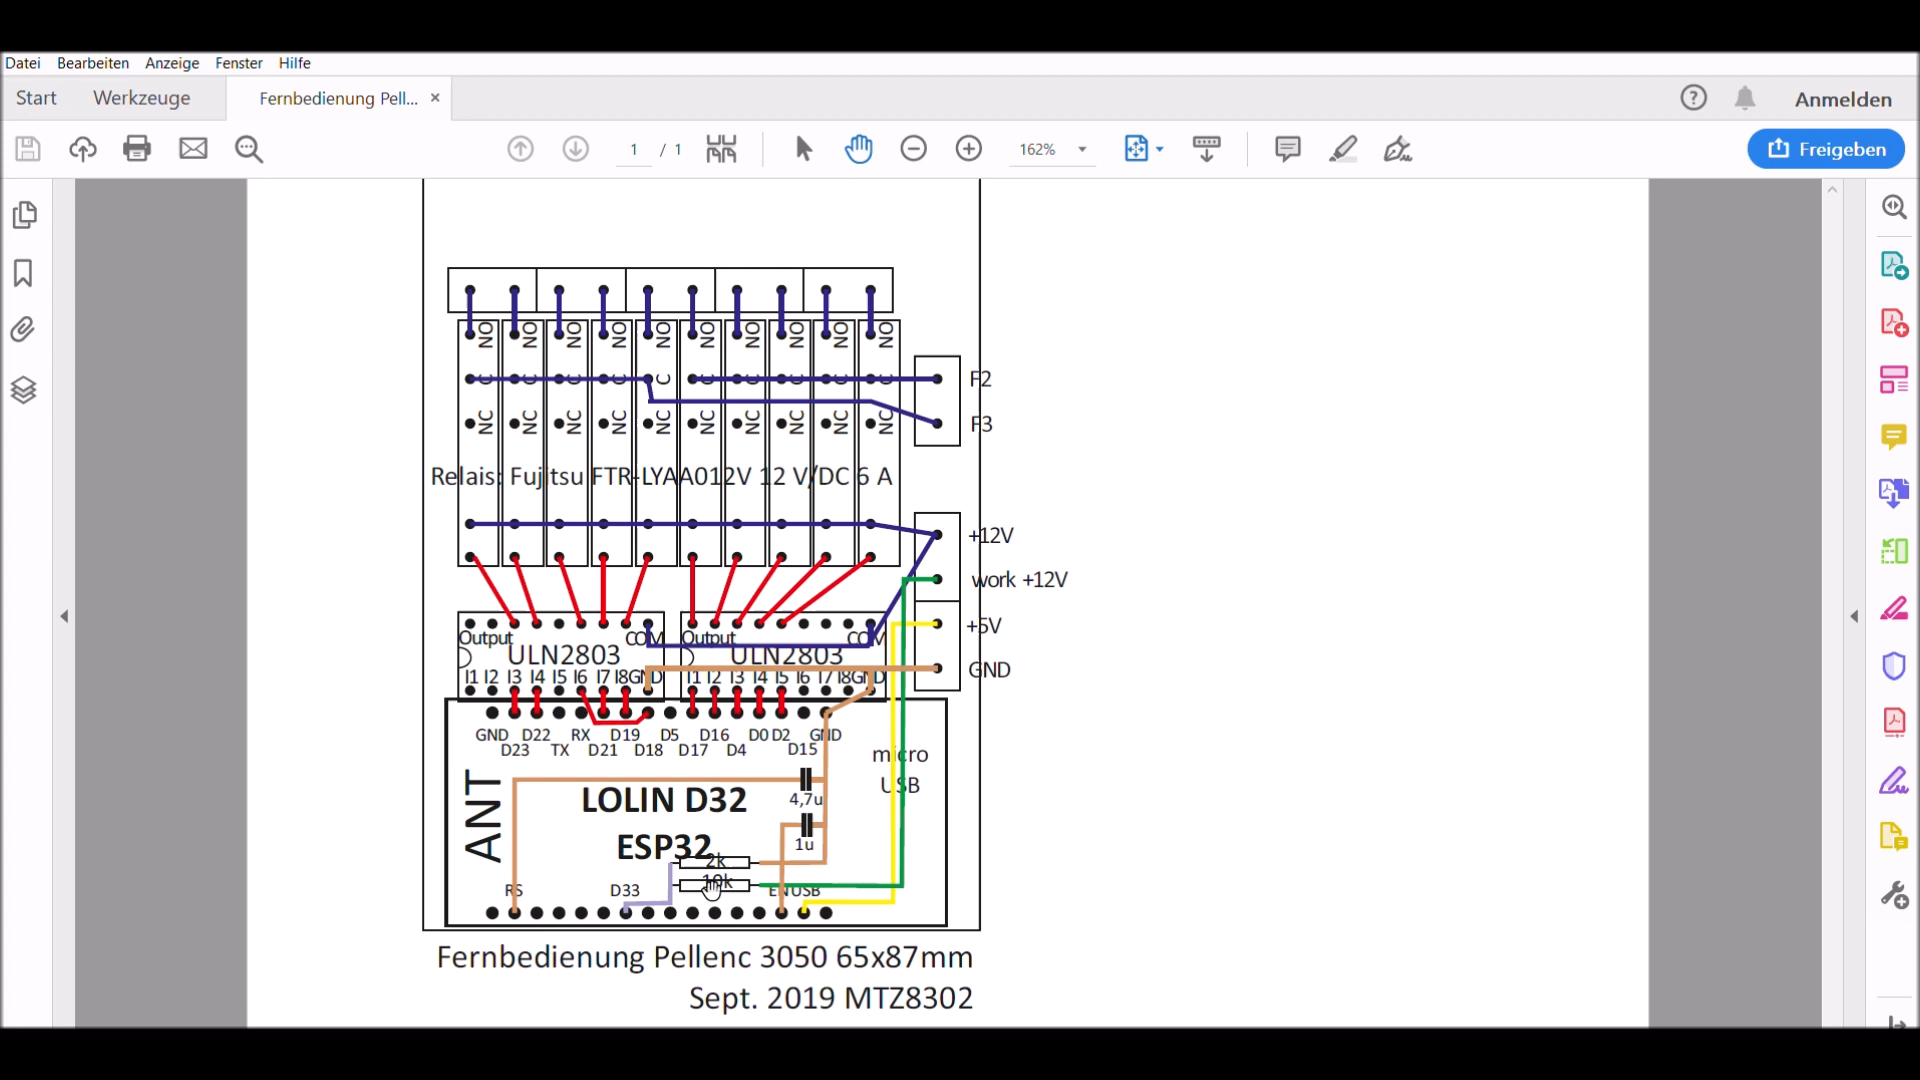 Datei Bearbeiten Anzeige Fenster Hilfe
Start Werkzeuge Fernbedienung Pell... × Anmelden
1 / 1 162% Freigeben
NO NO NO NO NO NO NO NO NO NO
C C C C C C C C C C
F2
NC NC NC NC NC NC NC NC NC NC
F3
Relais: Fujitsu FTR-LYAA012V 12 V/DC 6 A
+12V
work +12V
+5V
Output COM Output COM
ULN2803 ULN2803
GND
I1 I2 I3 I4 I5 I6 I7 I8 GND I1 I2 I3 I4 I5 I6 I7 I8 GND
GND D22 RX D19 D5 D16 D0 D2 GND
D23 TX D21 D18 D17 D4 D15
micro
USB
ANT
LOLIN D32
4,7u
ESP32
1u
2k
10k
RS D33 EN USB
Fernbedienung Pellenc 3050 65x87mm
Sept. 2019 MTZ8302